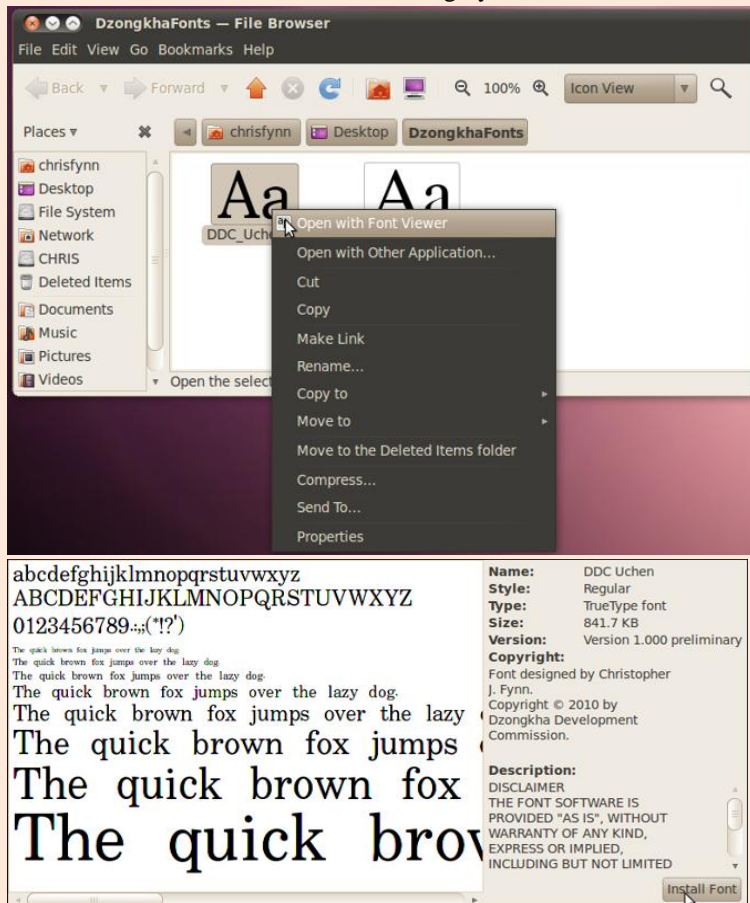 DzongkhaFonts — File Browser
File Edit View Go Bookmarks Help
Back Forward 100% Icon View
Places chrisfynn Desktop DzongkhaFonts
chrisfynn
Desktop
File System
Network
CHRIS
Deleted Items
Documents
Music
Pictures
Videos
Aa Aa
DDC_Uche
Open the select
Open with Font Viewer
Open with Other Application...
Cut
Copy
Make Link
Rename...
Copy to
Move to
Move to the Deleted Items folder
Compress...
Send To...
Properties
abcdefghijklmnopqrstuvwxyz
ABCDEFGHIJKLMNOPQRSTUVWXYZ
0123456789.:,;(*!?')
The quick brown fox jumps over the lazy dog.
The quick brown fox jumps over the lazy dog.
The quick brown fox jumps over the lazy dog.
The quick brown fox jumps over the lazy dog.
The quick brown fox jumps over the lazy
The quick brown fox jumps
The quick brown fox
The quick brov
Name: DDC Uchen
Style: Regular
Type: TrueType font
Size: 841.7 KB
Version: Version 1.000 preliminary
Copyright:
Font designed by Christopher
J. Fynn.
Copyright © 2010 by
Dzongkha Development
Commission.
Description:
DISCLAIMER
THE FONT SOFTWARE IS
PROVIDED "AS IS", WITHOUT
WARRANTY OF ANY KIND,
EXPRESS OR IMPLIED,
INCLUDING BUT NOT LIMITED
Install Font